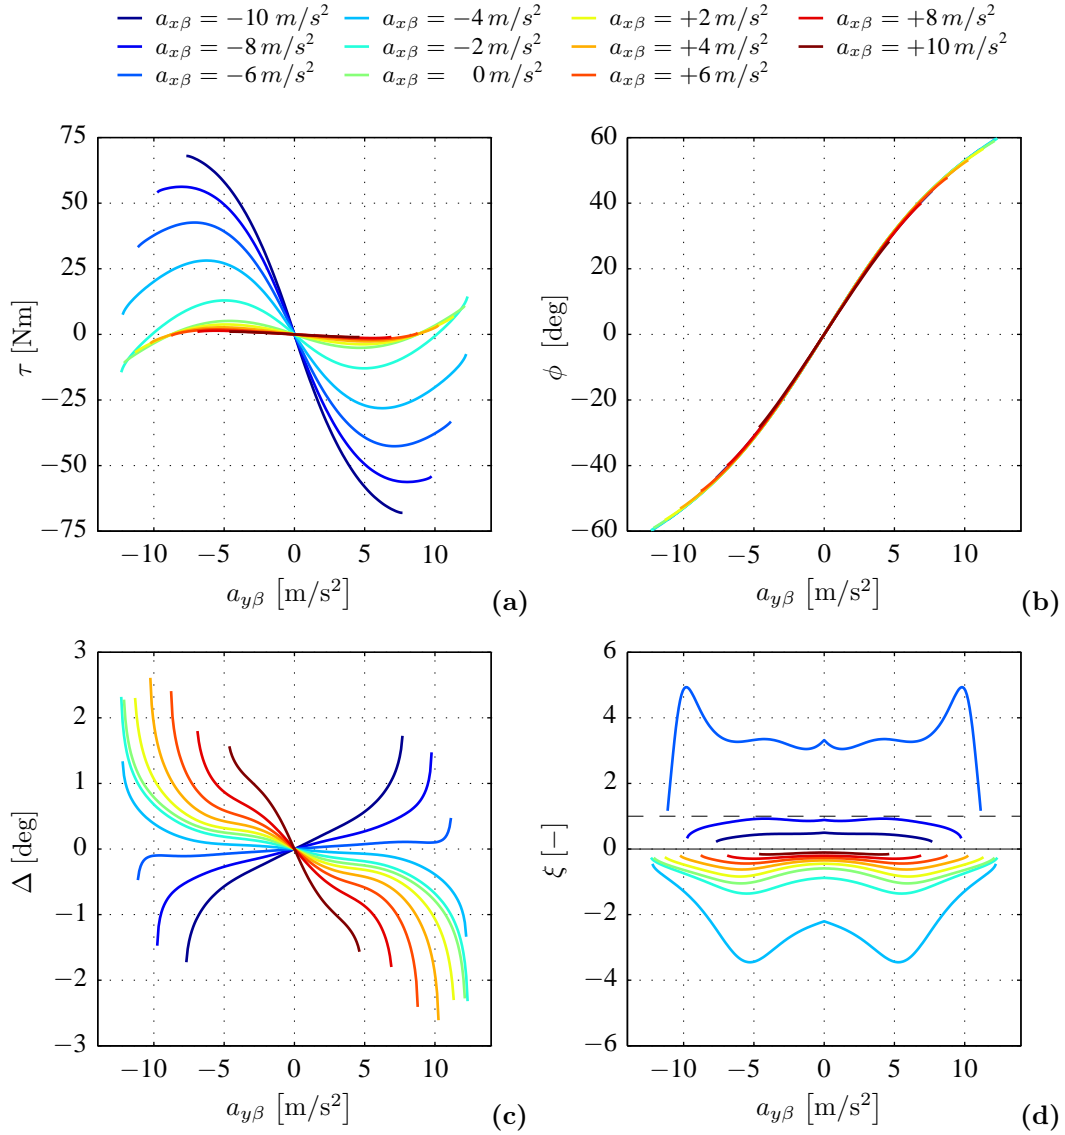 a_{xβ} = −10 m/s² a_{xβ} = −4 m/s² a_{xβ} = +2 m/s² a_{xβ} = +8 m/s²
a_{xβ} = −8 m/s² a_{xβ} = −2 m/s² a_{xβ} = +4 m/s² a_{xβ} = +10 m/s²
a_{xβ} = −6 m/s² a_{xβ} = 0 m/s² a_{xβ} = +6 m/s²
75
50
25
0
−25
−50
−75
τ [Nm]
−10 −5 0 5 10
a_{yβ} [m/s²]
(a)
60
40
20
0
−20
−40
−60
ϕ [deg]
−10 −5 0 5 10
a_{yβ} [m/s²]
(b)
3
2
1
0
−1
−2
−3
Δ [deg]
−10 −5 0 5 10
a_{yβ} [m/s²]
(c)
6
4
2
0
−2
−4
−6
ξ [−]
−10 −5 0 5 10
a_{yβ} [m/s²]
(d)